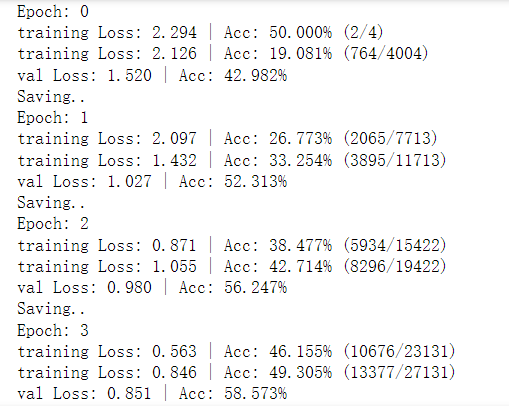 Epoch: 0
training Loss: 2.294 | Acc: 50.000% (2/4)
training Loss: 2.126 | Acc: 19.081% (764/4004)
val Loss: 1.520 | Acc: 42.982%
Saving..
Epoch: 1
training Loss: 2.097 | Acc: 26.773% (2065/7713)
training Loss: 1.432 | Acc: 33.254% (3895/11713)
val Loss: 1.027 | Acc: 52.313%
Saving..
Epoch: 2
training Loss: 0.871 | Acc: 38.477% (5934/15422)
training Loss: 1.055 | Acc: 42.714% (8296/19422)
val Loss: 0.980 | Acc: 56.247%
Saving..
Epoch: 3
training Loss: 0.563 | Acc: 46.155% (10676/23131)
training Loss: 0.846 | Acc: 49.305% (13377/27131)
val Loss: 0.851 | Acc: 58.573%